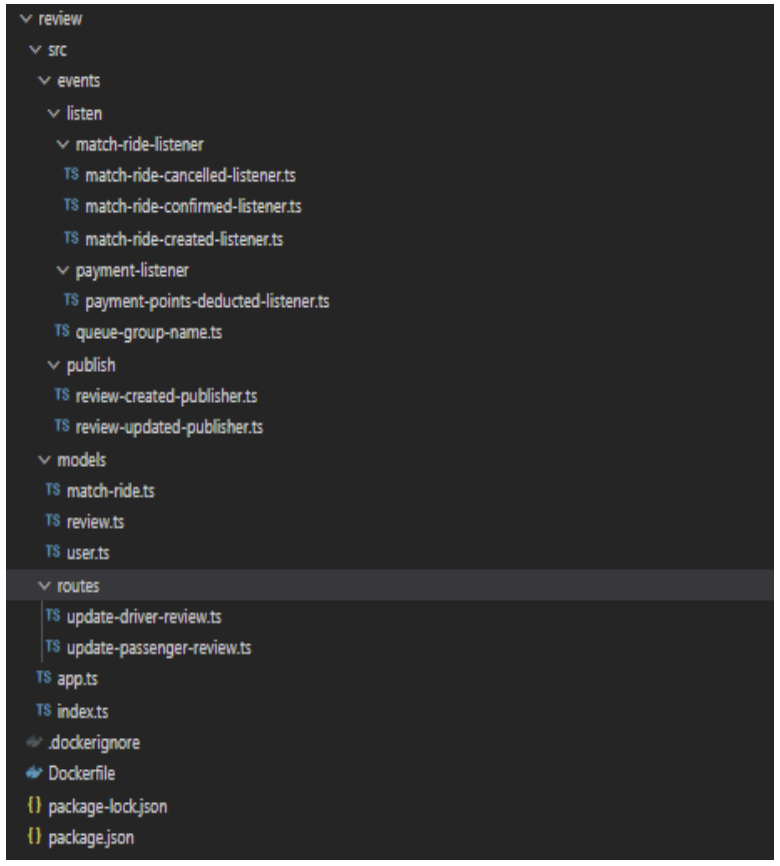 review
src
events
listen
match-ride-listener
TS match-ride-cancelled-listener.ts
TS match-ride-confirmed-listener.ts
TS match-ride-created-listener.ts
payment-listener
TS payment-points-deducted-listener.ts
TS queue-group-name.ts
publish
TS review-created-publisher.ts
TS review-updated-publisher.ts
models
TS match-ride.ts
TS review.ts
TS user.ts
routes
TS update-driver-review.ts
TS update-passenger-review.ts
TS app.ts
TS index.ts
.dockerignore
Dockerfile
{} package-lock.json
{} package.json